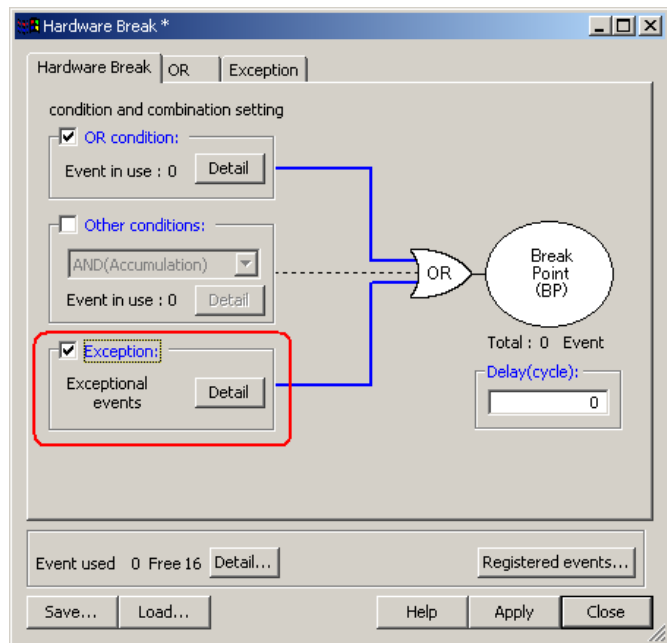 Hardware Break *
Hardware Break OR Exception
condition and combination setting
OR condition:
Event in use : 0 Detail
Other conditions:
AND(Accumulation)
Event in use : 0 Detail
Exception:
Exceptional
events
Detail
OR
Break
Point
(BP)
Total : 0 Event
Delay(cycle):
0
Event used 0 Free 16 Detail... Registered events...
Save... Load... Help Apply Close